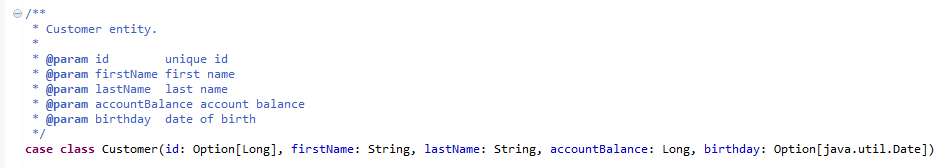 /**
 * Customer entity.
 *
 * @param id        unique id
 * @param firstName first name
 * @param lastName  last name
 * @param accountBalance account balance
 * @param birthday  date of birth
 */
case class Customer(id: Option[Long], firstName: String, lastName: String, accountBalance: Long, birthday: Option[java.util.Date])